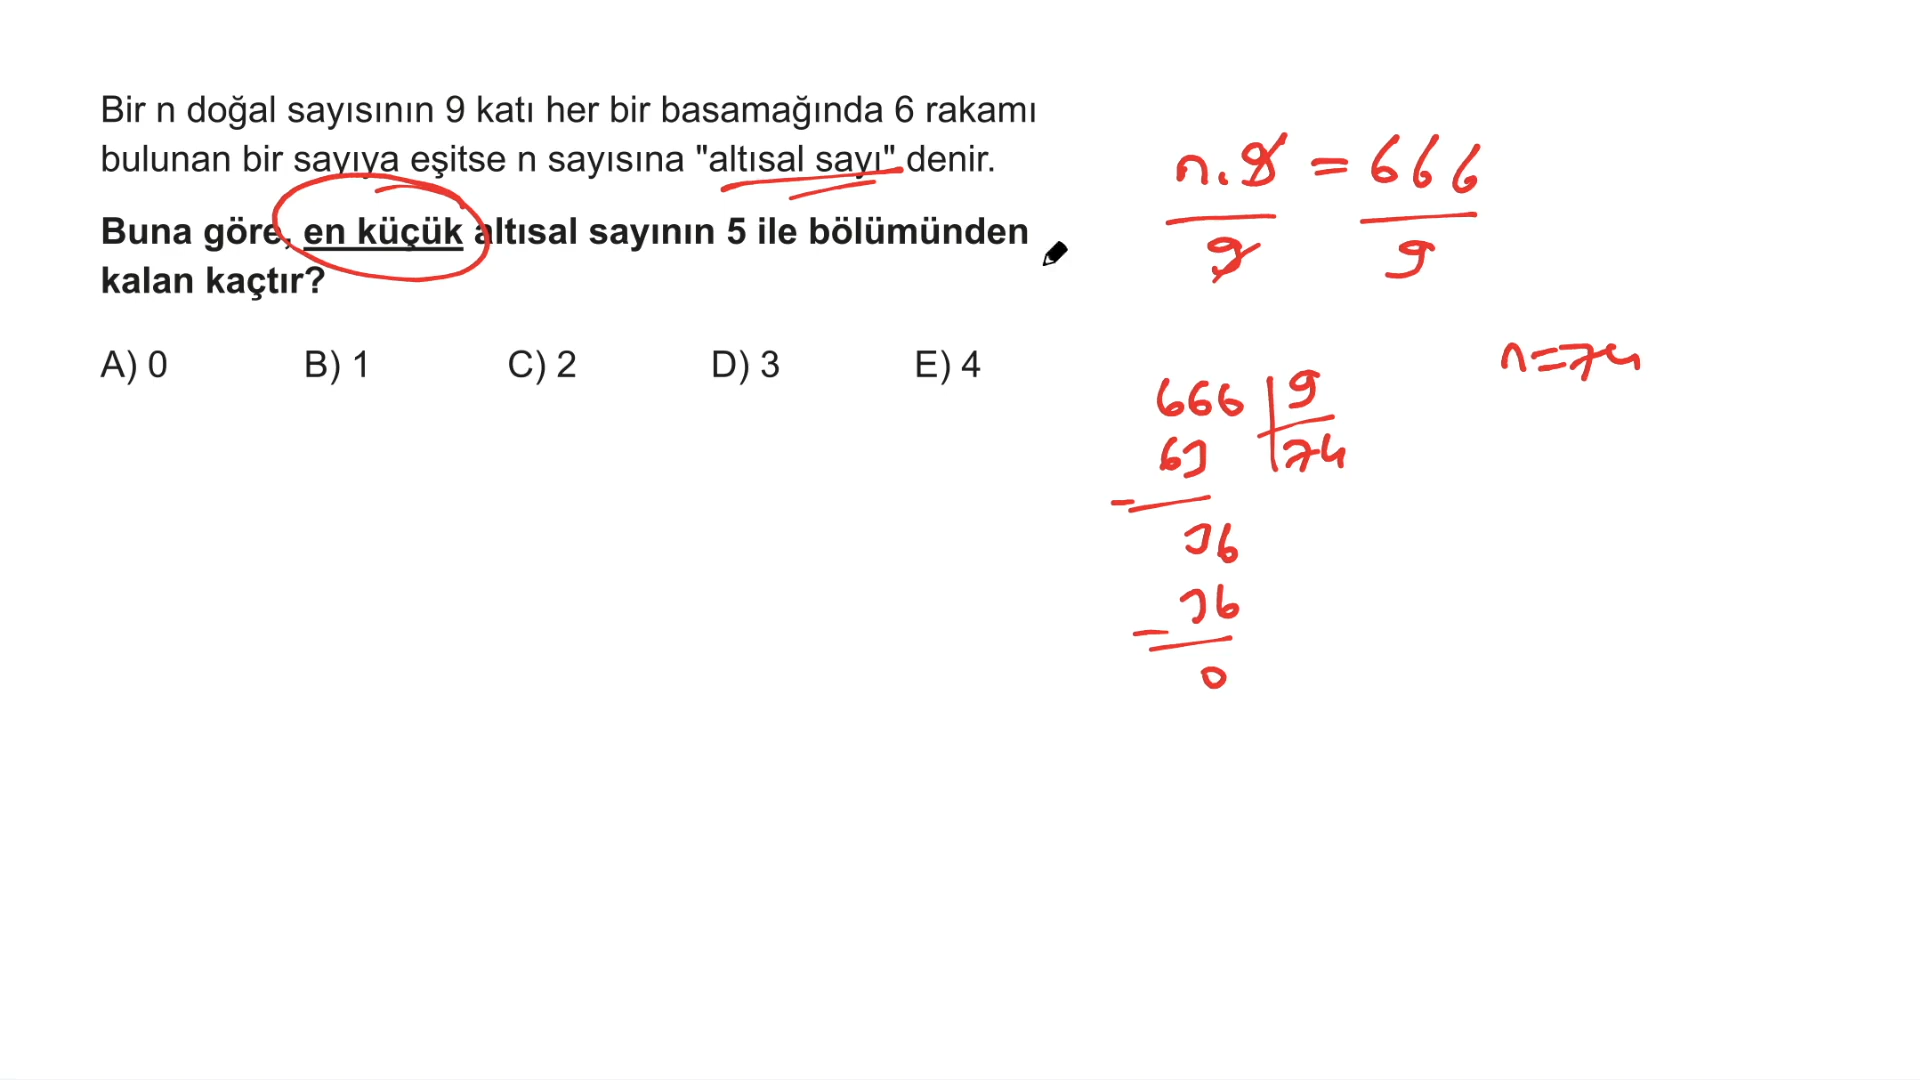 Bir n doğal sayısının 9 katı her bir basamağında 6 rakamı
bulunan bir sayıya eşitse n sayısına "altısal sayı" denir.
Buna göre, en küçük altısal sayının 5 ile bölümünden
kalan kaçtır?
A) 0 B) 1 C) 2 D) 3 E) 4
n.9 = 666
9 9
n=74
666 9
63 74
-
36
36
-
0